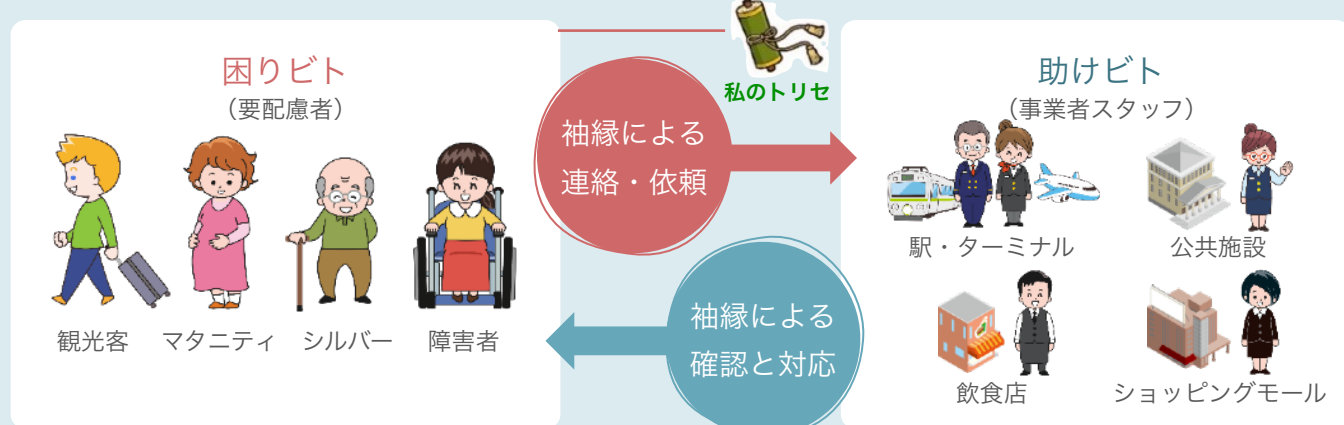 困りビト
（要配慮者）
観光客
マタニティ
シルバー
障害者
私のトリセ
袖縁による
連絡・依頼
袖縁による
確認と対応
助けビト
（事業者スタッフ）
駅・ターミナル
公共施設
飲食店
ショッピングモール